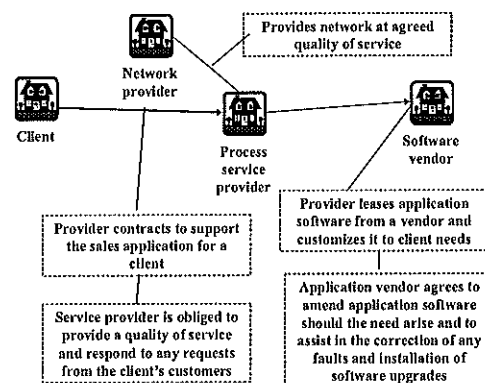 Provides network at agreed
quality of service
Network
provider
Client
Process
service
provider
Software
vendor
Provider contracts to support
the sales application for a
client
Provider leases application
software from a vendor and
customizes it to client needs
Service provider is obliged to
provide a quality of service
and respond to any requests
from the client's customers
Application vendor agrees to
amend application software
should the need arise and to
assist in the correction of any
faults and installation of
software upgrades